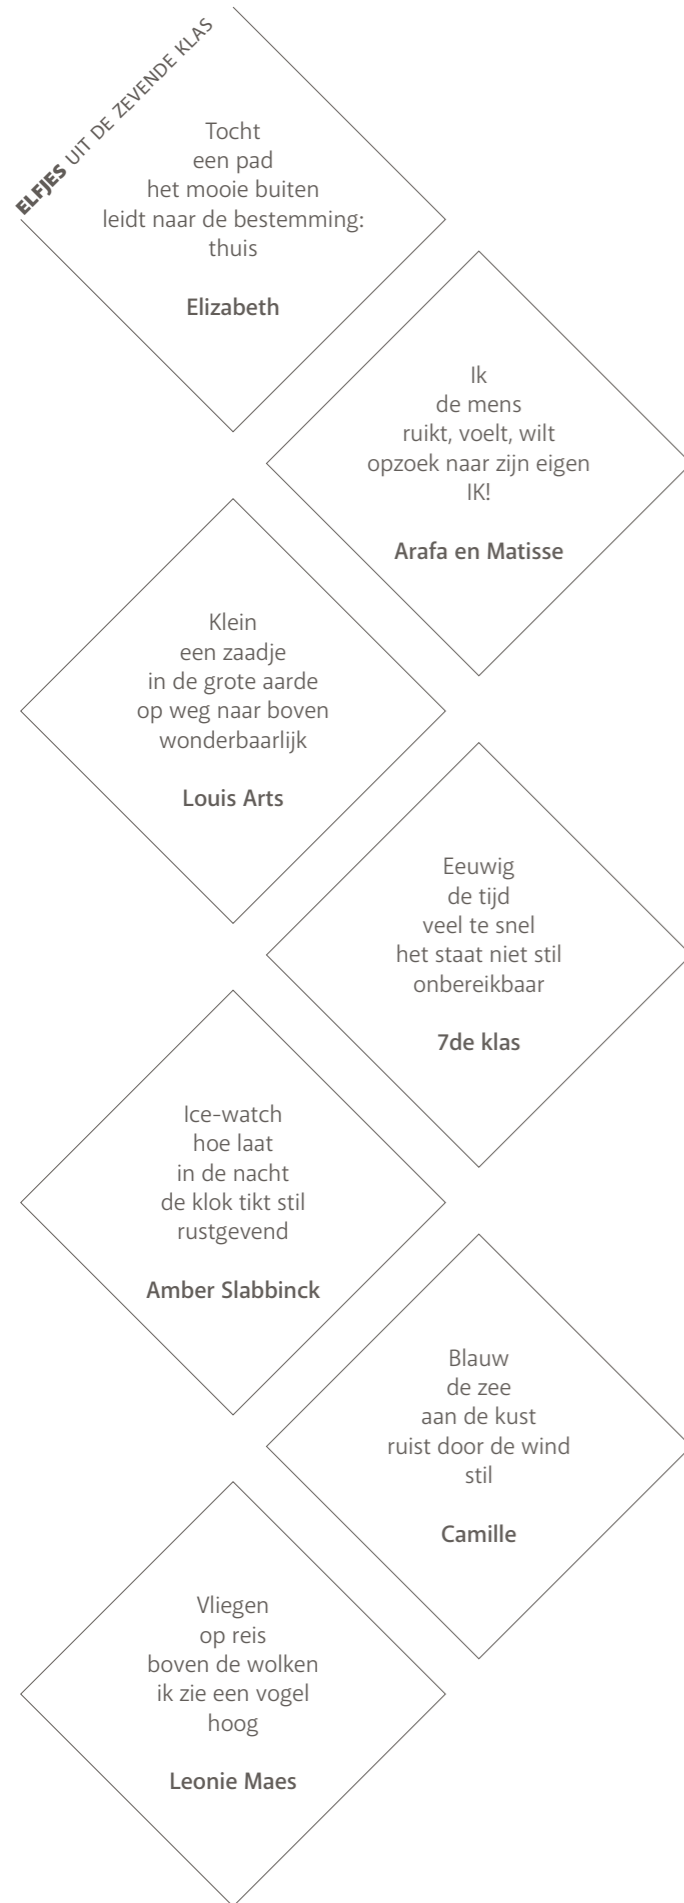 ELFJES UIT DE ZEVENDE KLAS
Tocht
een pad
het mooie buiten
leidt naar de bestemming:
thuis
Elizabeth
Ik
de mens
ruikt, voelt, wilt
opzoek naar zijn eigen
IK!
Arafa en Matisse
Klein
een zaadje
in de grote aarde
op weg naar boven
wonderbaarlijk
Louis Arts
Eeuwig
de tijd
veel te snel
het staat niet stil
onbereikbaar
7de klas
Ice-watch
hoe laat
in de nacht
de klok tikt stil
rustgevend
Amber Slabbinck
Blauw
de zee
aan de kust
ruist door de wind
stil
Camille
Vliegen
op reis
boven de wolken
ik zie een vogel
hoog
Leonie Maes